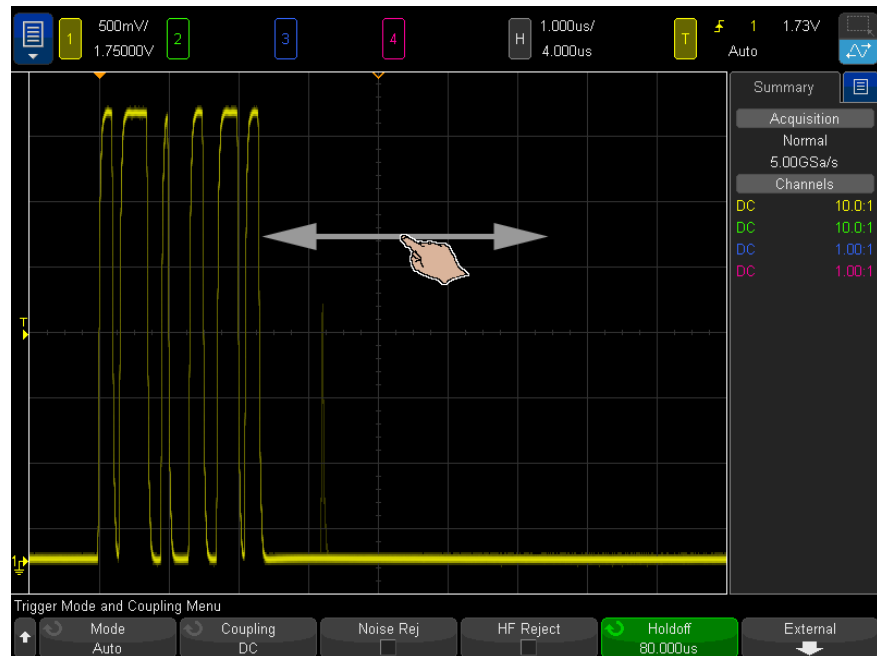 1
500mV/
1.75000V
2
3
4
H
1.000us/
4.000us
T
1
1.73V
Auto
Summary
Acquisition
Normal
5.00GSa/s
Channels
DC 10.0:1
DC 10.0:1
DC 1.00:1
DC 1.00:1
T
1
Trigger Mode and Coupling Menu
Mode
Auto
Coupling
DC
Noise Rej
HF Reject
Holdoff
80.000us
External